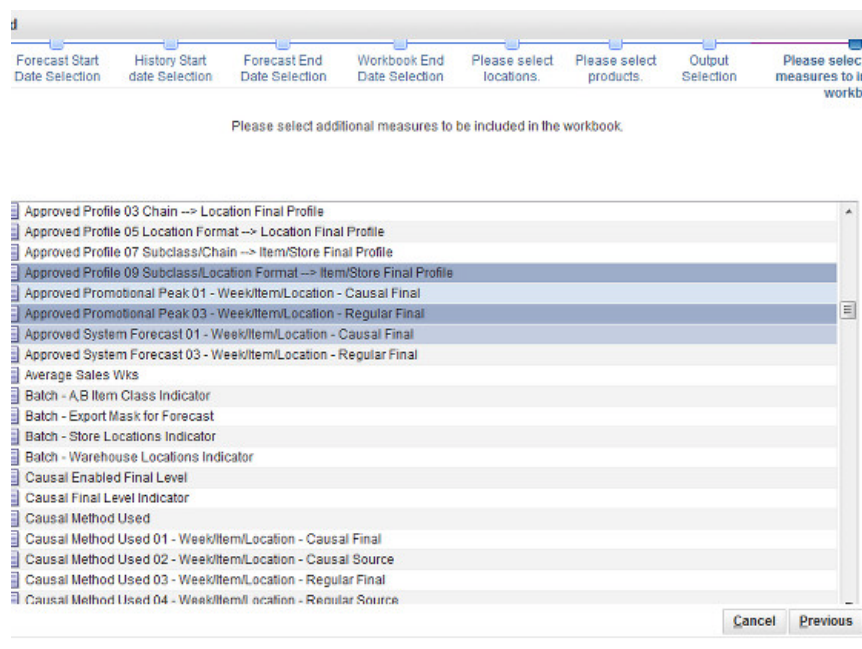 d
Forecast Start
Date Selection
History Start
date Selection
Forecast End
Date Selection
Workbook End
Date Selection
Please select
locations.
Please select
products.
Output
Selection
Please selec
measures to i
workb
Please select additional measures to be included in the workbook.
Approved Profile 03 Chain --> Location Final Profile
Approved Profile 05 Location Format --> Location Final Profile
Approved Profile 07 Subclass/Chain --> Item/Store Final Profile
Approved Profile 09 Subclass/Location Format --> Item/Store Final Profile
Approved Promotional Peak 01 - Week/Item/Location - Causal Final
Approved Promotional Peak 03 - Week/Item/Location - Regular Final
Approved System Forecast 01 - Week/Item/Location - Causal Final
Approved System Forecast 03 - Week/Item/Location - Regular Final
Average Sales Wks
Batch - A,B Item Class Indicator
Batch - Export Mask for Forecast
Batch - Store Locations Indicator
Batch - Warehouse Locations Indicator
Causal Enabled Final Level
Causal Final Level Indicator
Causal Method Used
Causal Method Used 01 - Week/Item/Location - Causal Final
Causal Method Used 02 - Week/Item/Location - Causal Source
Causal Method Used 03 - Week/Item/Location - Regular Final
Causal Method Used 04 - Week/Item/Location - Regular Source
Cancel Previous